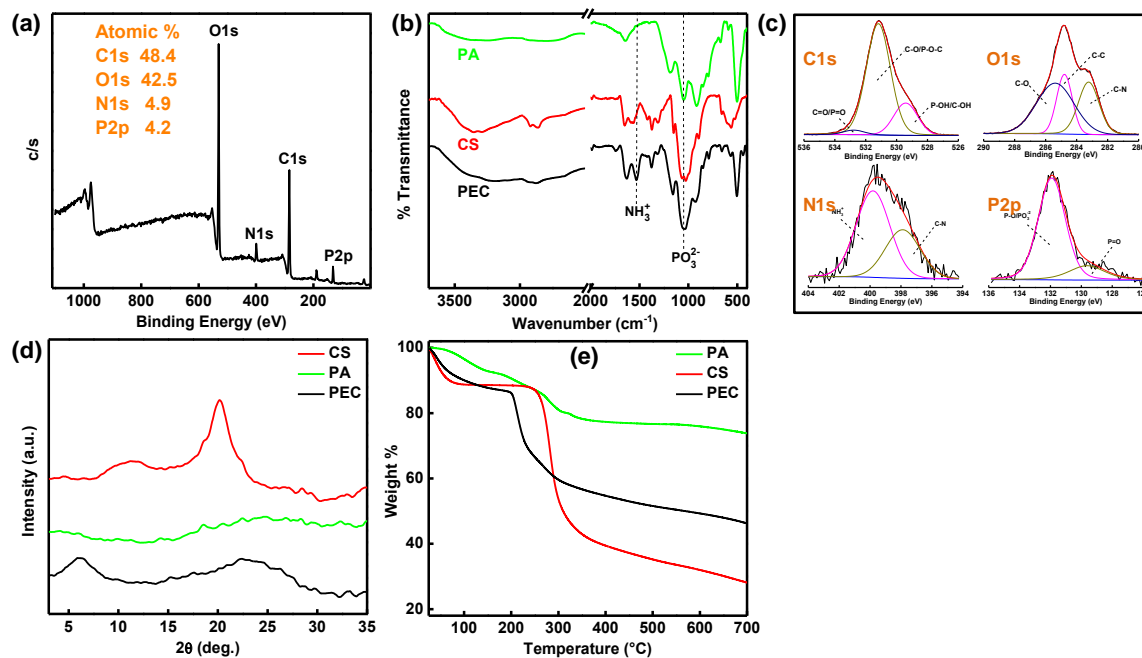 (a)
Atomic %
C1s 48.4
O1s 42.5
N1s 4.9
P2p 4.2
O1s
C1s
N1s
P2p
c/s
1000 800 600 400 200
Binding Energy (eV)
(b)
PA
CS
PEC
NH₃⁺
PO₃²⁻
% Transmittance
3500 3000 1500 1000 500
Wavenumber (cm⁻¹)
(c)
C1s
C-O/P-O-C
C=O/P=O
P-OH/C-OH
536 534 532 530 528 526
Binding Energy (eV)
O1s
C-C
C-O
C-N
290 288 286 284 282 280
Binding Energy (eV)
N1s
C-N
404 400 398 396 394
Binding Energy (eV)
P2p
P=O
136 134 132 130 128
Binding Energy (eV)
(d)
CS
PA
PEC
Intensity (a.u.)
5 10 15 20 25 30 35
2θ (deg.)
(e)
PA
CS
PEC
Weight %
100
80
60
40
20
100 200 300 400 500 600 700
Temperature (°C)